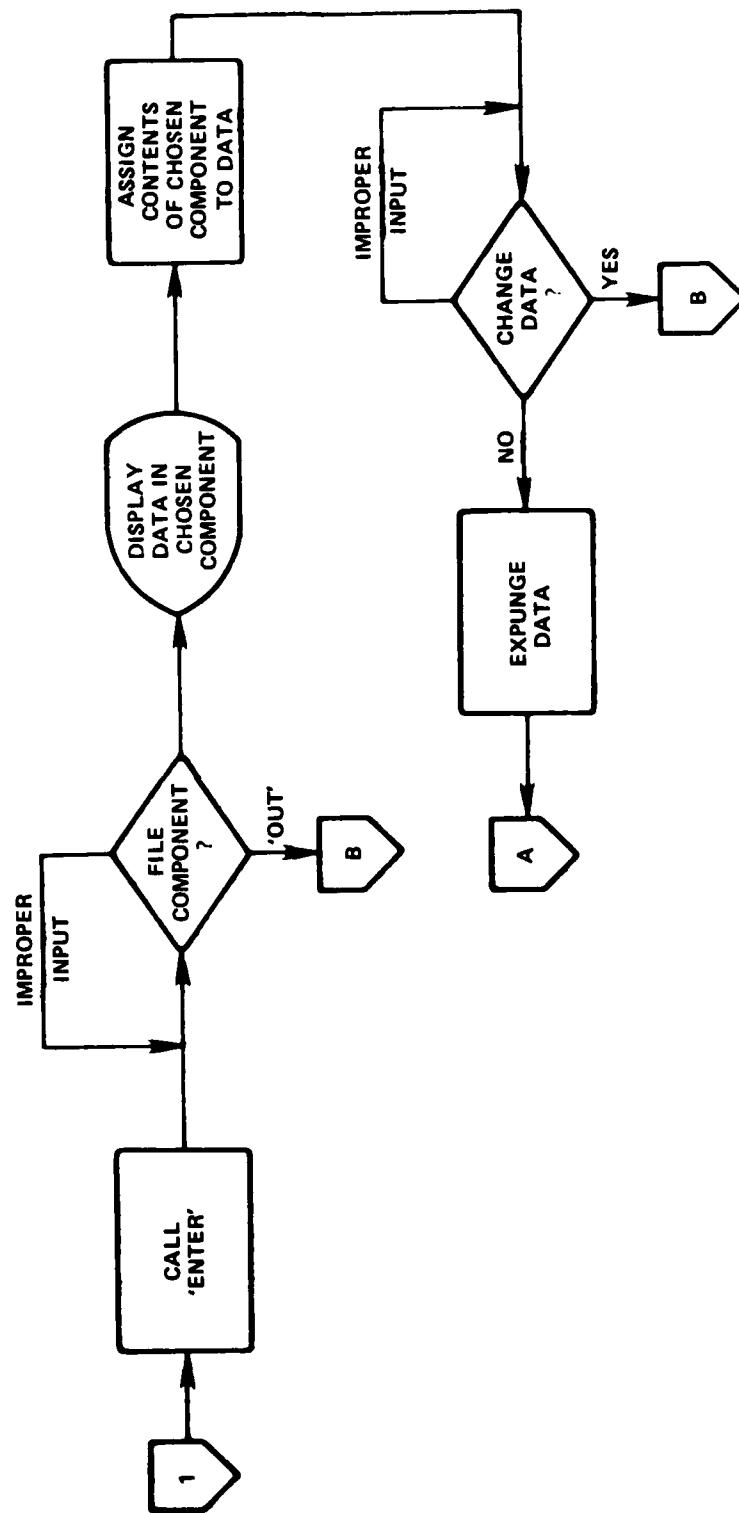 1
CALL
'ENTER'
IMPROPER
INPUT
FILE
COMPONENT
?
'OUT'
B
DISPLAY
DATA IN
CHOSEN
COMPONENT
ASSIGN
CONTENTS
OF CHOSEN
COMPONENT
TO DATA
IMPROPER
INPUT
CHANGE
DATA
?
YES
B
NO
EXPUNGE
DATA
A